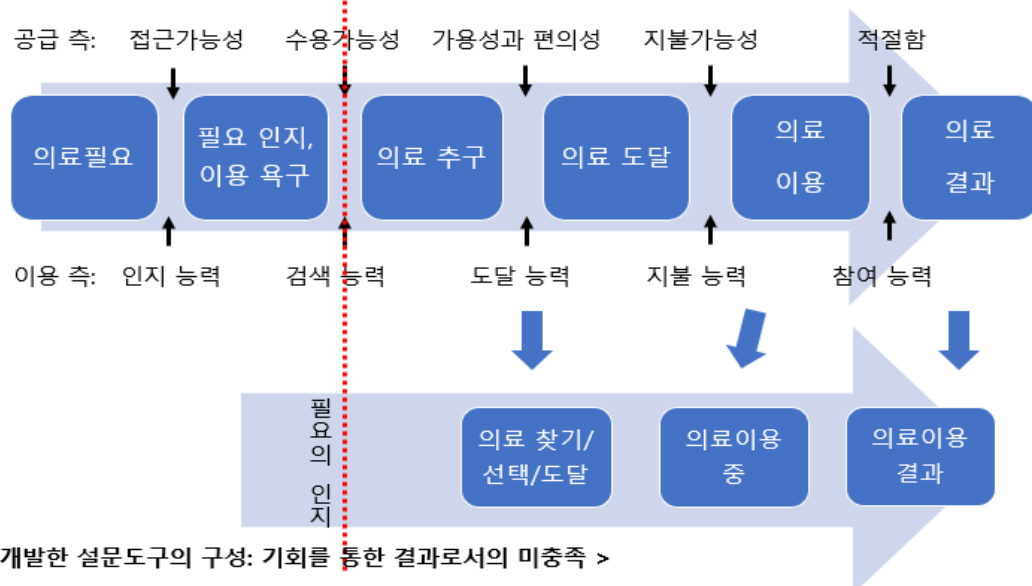 공급 측: 접근가능성 수용가능성 가용성과 편의성 지불가능성 적절함
의료필요
필요 인지,
이용 욕구
의료 추구
의료 도달
의료
이용
의료
결과
이용 측: 인지 능력 검색 능력 도달 능력 지불 능력 참여 능력
필요의 인지
의료 찾기/
선택/도달
의료이용
중
의료이용
결과
개발한 설문도구의 구성: 기회를 통한 결과로서의 미충족 >